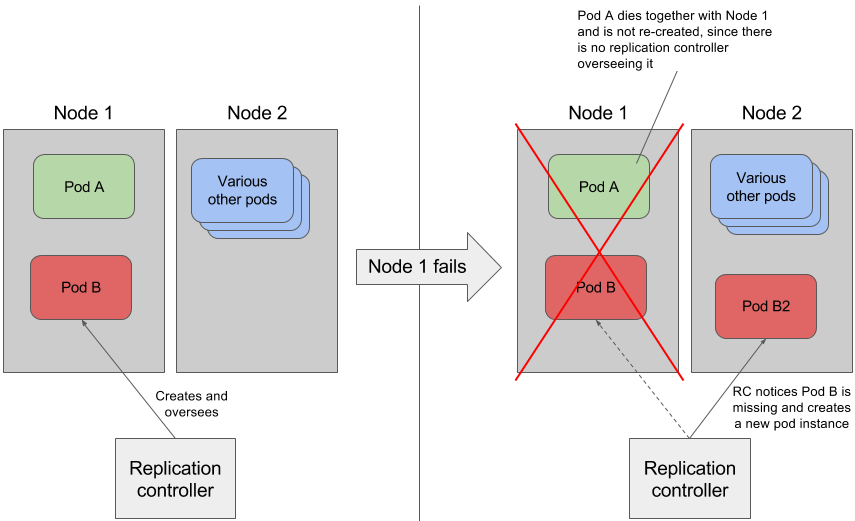 Node 1
Node 2
Pod A
Various
other pods
Pod B
Creates and
oversees
Replication
controller
Node 1 fails
Pod A dies together with Node 1
and is not re-created, since there
is no replication controller
overseeing it
Node 1
Node 2
Pod A
Various
other pods
Pod B
Pod B2
RC notices Pod B is
missing and creates
a new pod instance
Replication
controller